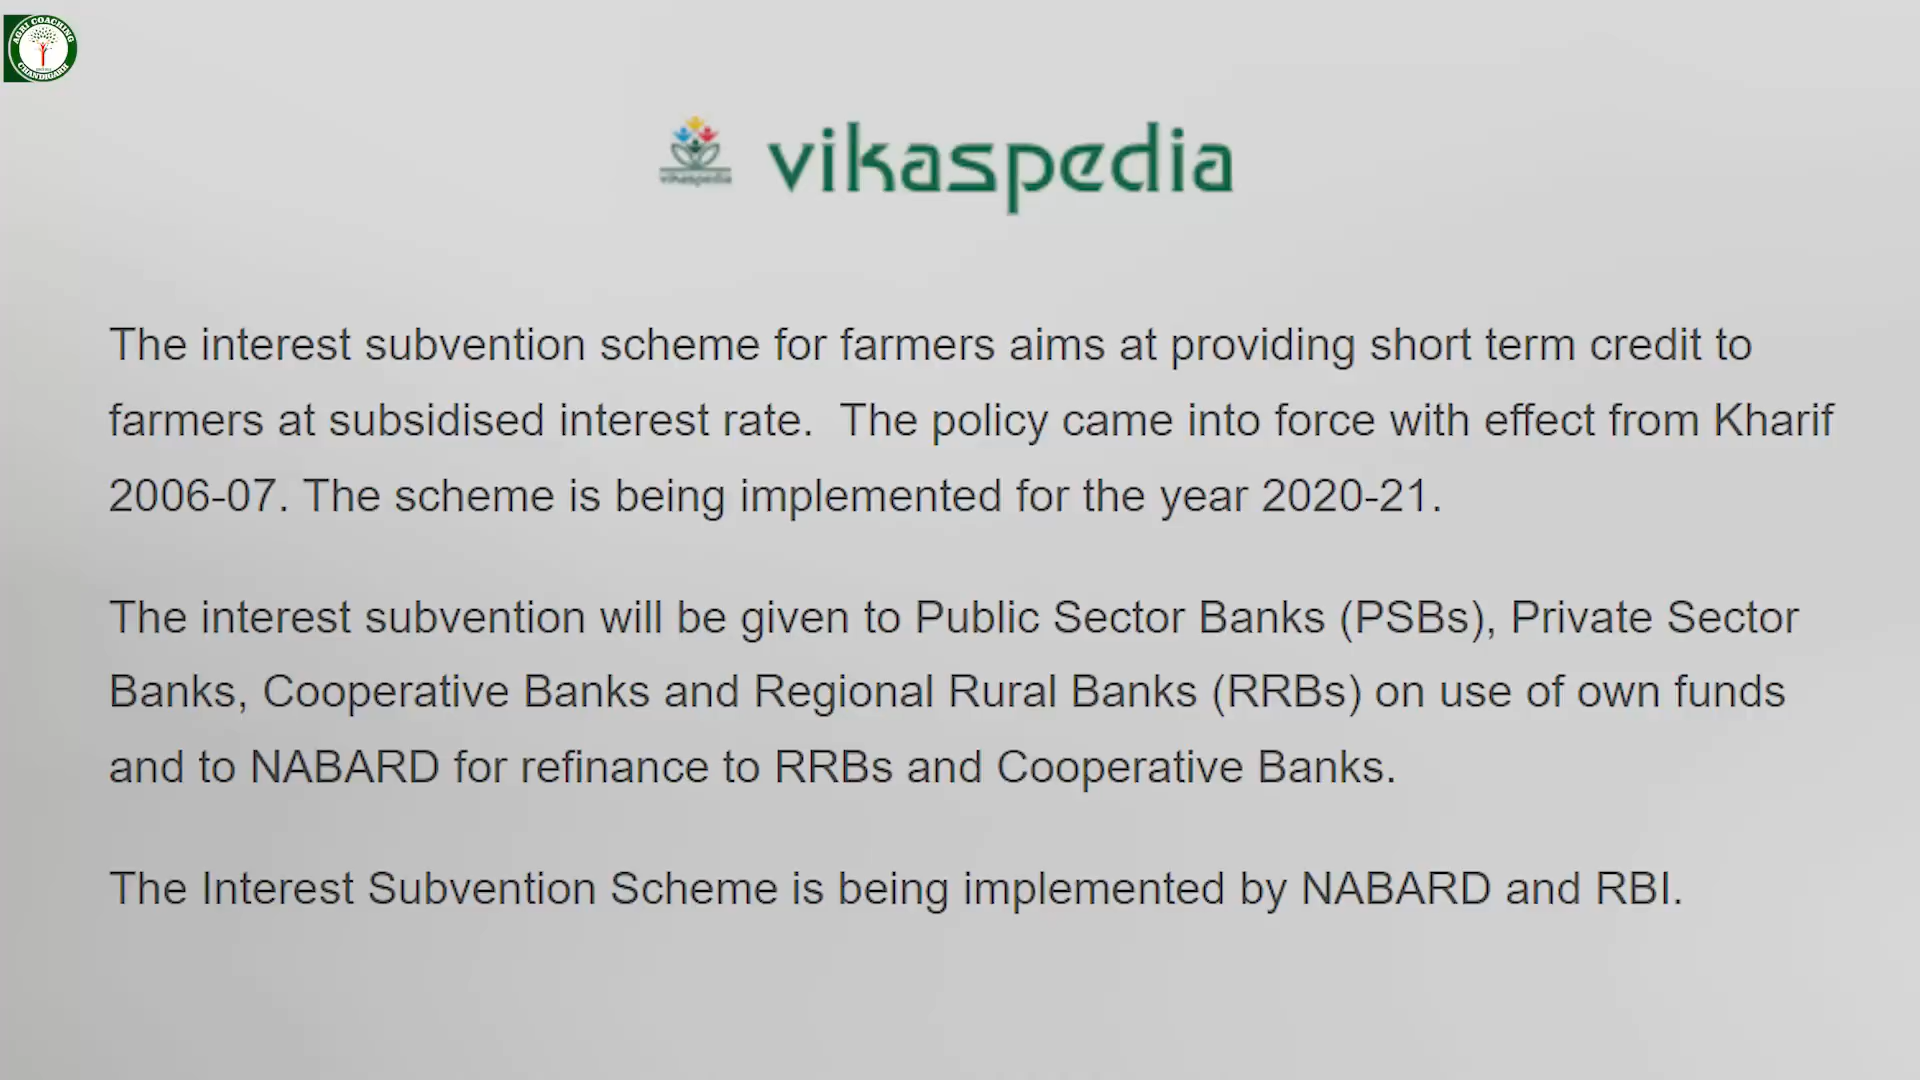 AGRI COACHING
CHANDIGARH
vikaspedia
vikaspedia
The interest subvention scheme for farmers aims at providing short term credit to
farmers at subsidised interest rate.  The policy came into force with effect from Kharif
2006-07. The scheme is being implemented for the year 2020-21.
The interest subvention will be given to Public Sector Banks (PSBs), Private Sector
Banks, Cooperative Banks and Regional Rural Banks (RRBs) on use of own funds
and to NABARD for refinance to RRBs and Cooperative Banks.
The Interest Subvention Scheme is being implemented by NABARD and RBI.